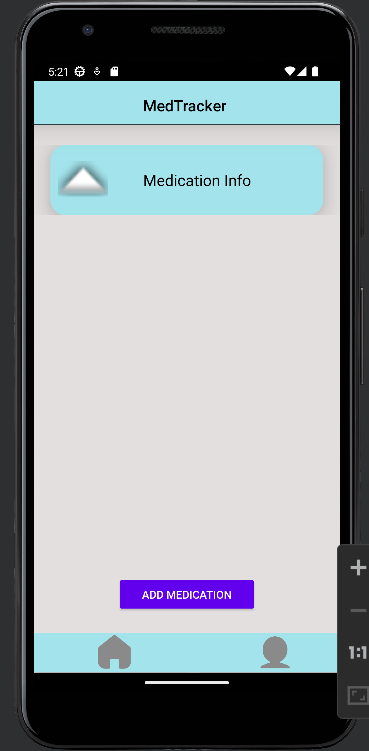 5:21
MedTracker
Medication Info
ADD MEDICATION
1:1